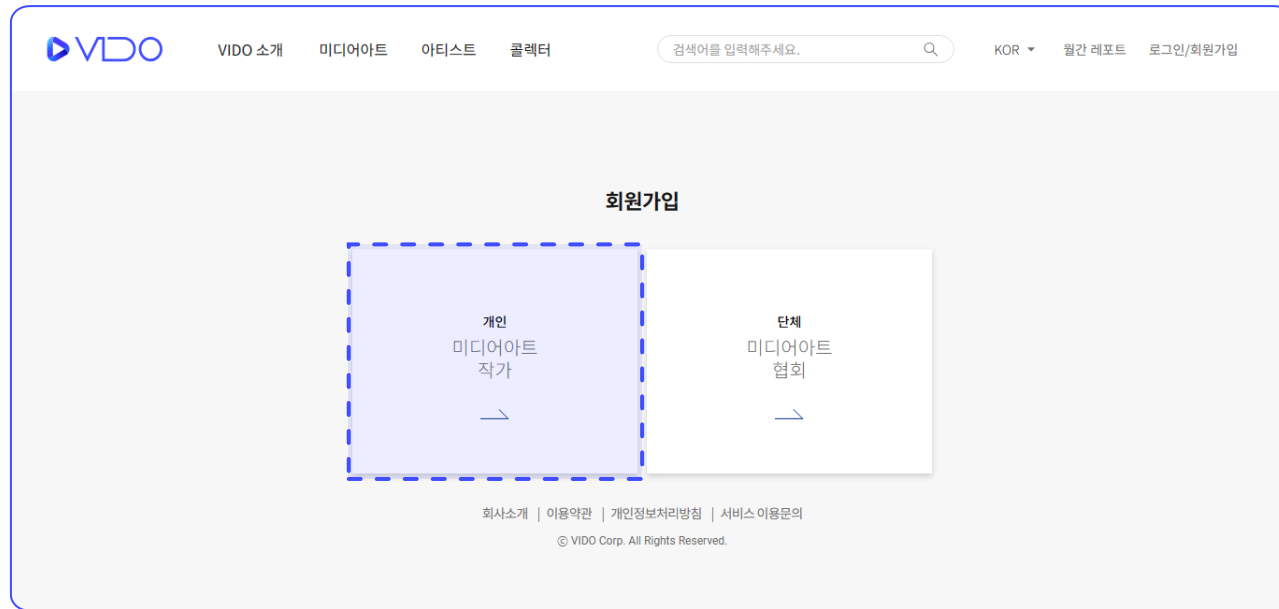 VIDO
VIDO 소개 미디어아트 아티스트 콜렉터
검색어를 입력해주세요.
KOR 월간 레포트 로그인/회원가입
회원가입
개인
미디어아트
작가
단체
미디어아트
협회
회사소개 | 이용약관 | 개인정보처리방침 | 서비스 이용문의
ⓒ VIDO Corp. All Rights Reserved.